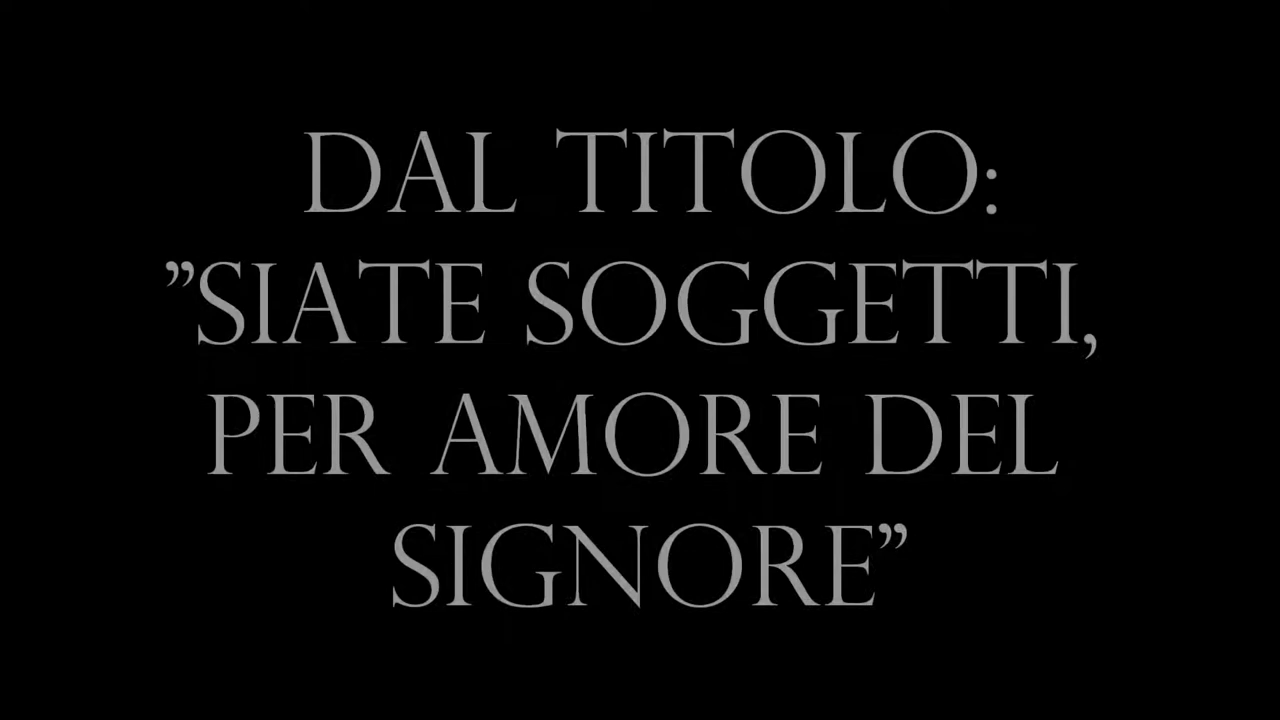 DAL TITOLO:
”SIATE SOGGETTI,
PER AMORE DEL
SIGNORE”